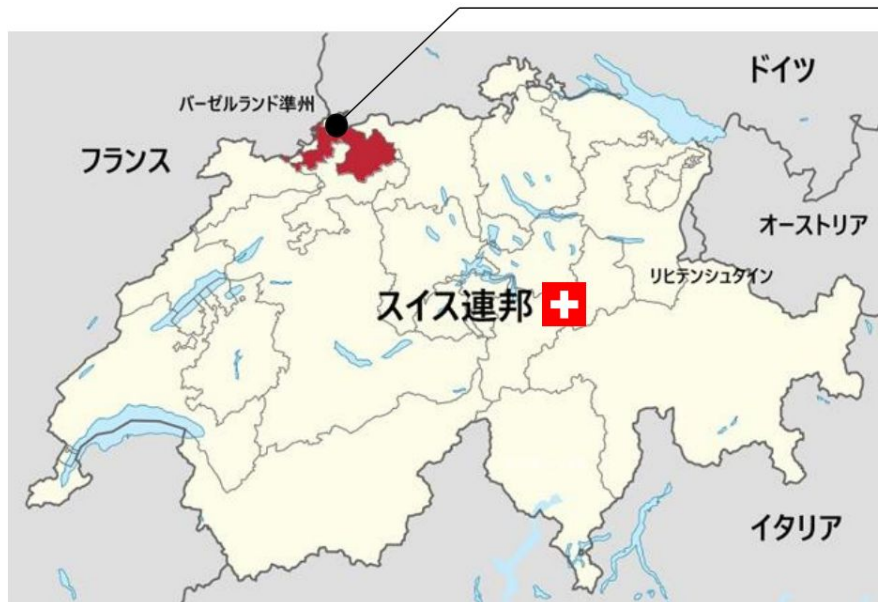 ドイツ
バーゼルランド準州
フランス
オーストリア
リヒテンシュタイン
スイス連邦
イタリア